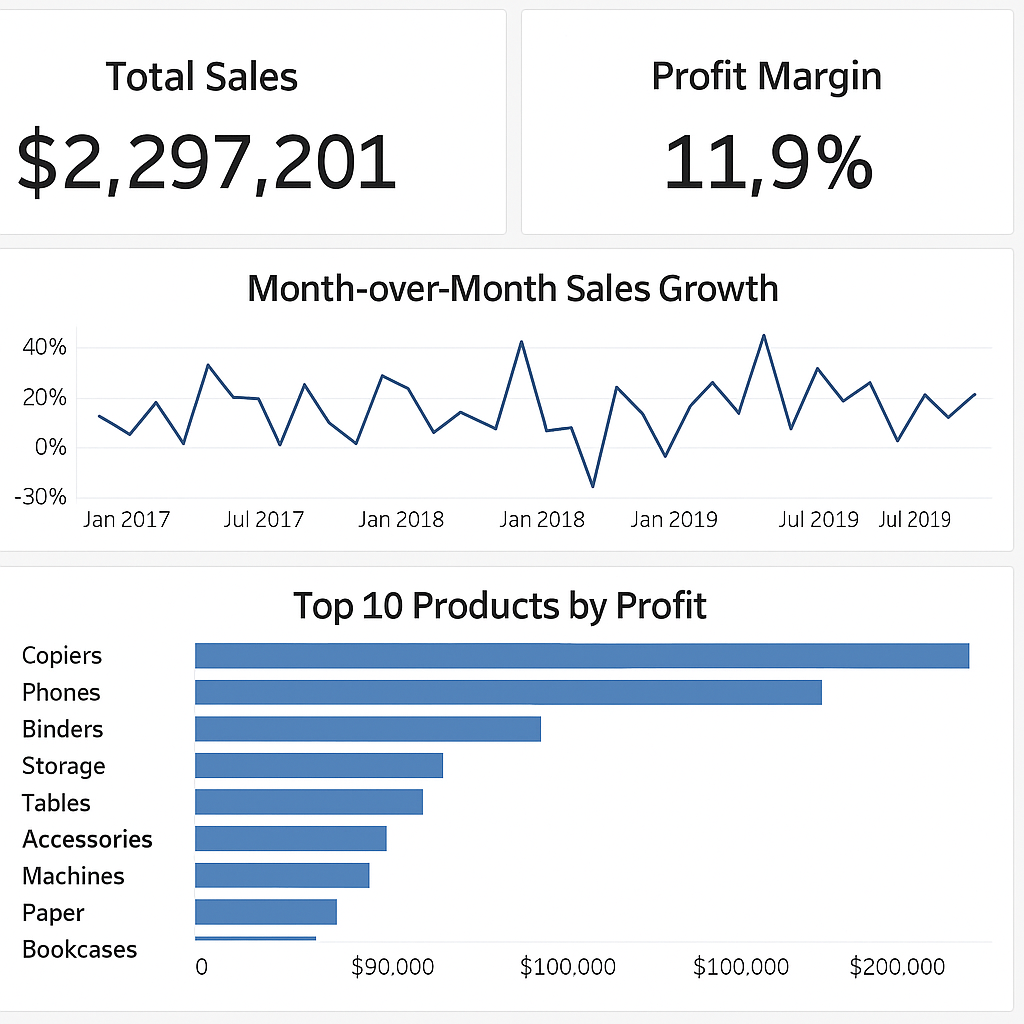 Total Sales
$2,297,201
Profit Margin
11,9%
Month-over-Month Sales Growth
40%
20%
0%
-30%
Jan 2017 Jul 2017 Jan 2018 Jan 2018 Jan 2019 Jul 2019 Jul 2019
Top 10 Products by Profit
Copiers
Phones
Binders
Storage
Tables
Accessories
Machines
Paper
Bookcases
0 $90,000 $100,000 $100,000 $200,000